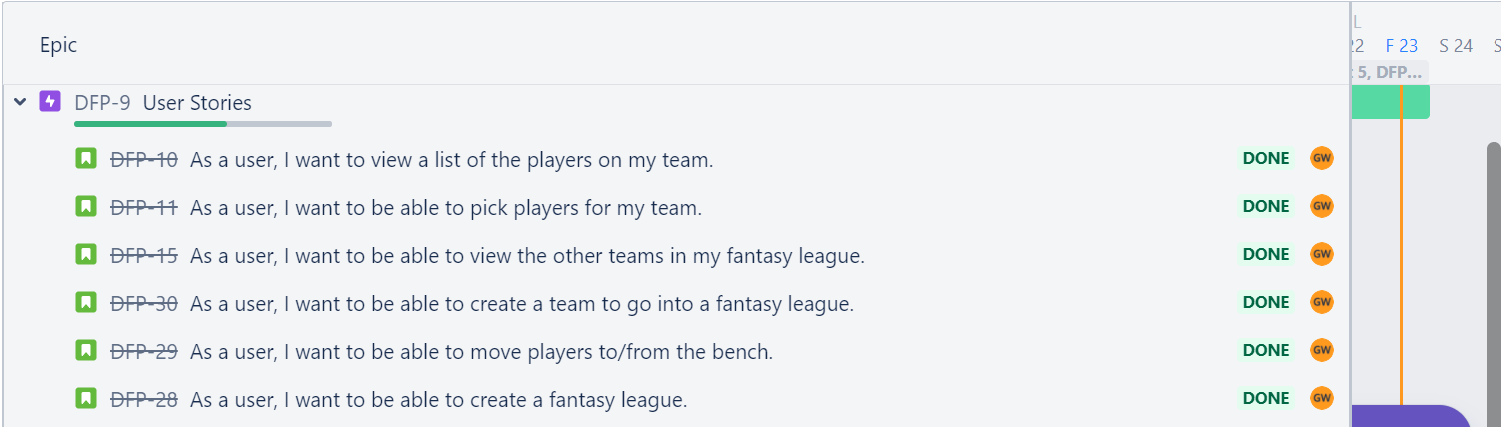 Epic
L
22 F 23 S 24 S
5, DFP...
DFP-9 User Stories
DFP-10 As a user, I want to view a list of the players on my team. DONE GW
DFP-11 As a user, I want to be able to pick players for my team. DONE GW
DFP-15 As a user, I want to be able to view the other teams in my fantasy league. DONE GW
DFP-30 As a user, I want to be able to create a team to go into a fantasy league. DONE GW
DFP-29 As a user, I want to be able to move players to/from the bench. DONE GW
DFP-28 As a user, I want to be able to create a fantasy league. DONE GW